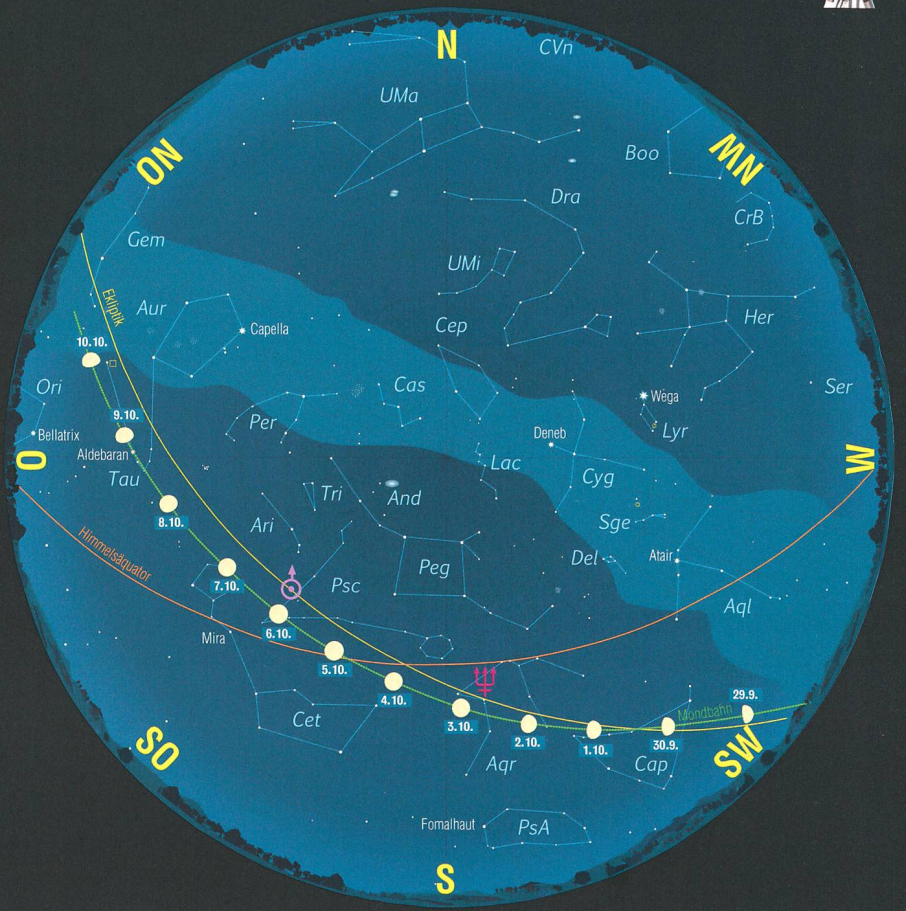 N
CVn
UMa
NO
NW
Boo
Dra
CrB
Gem
UMi
Ekliptik
Aur
Capella
Cep
Her
10.10.
Ori
Cas
Wega
Ser
9.10.
Per
Lyr
Bellatrix
Deneb
Aldebaran
O
W
Tau
Lac
Cyg
Tri
And
8.10.
Ari
Sge
Himmelsäquator
Del
Atair
Peg
7.10.
Psc
Aql
6.10.
Mira
5.10.
4.10.
29.9.
Mondbahn
3.10.
Cet
2.10.
1.10.
30.9.
SO
SW
Aqr
Cap
Fomalhaut
PsA
S